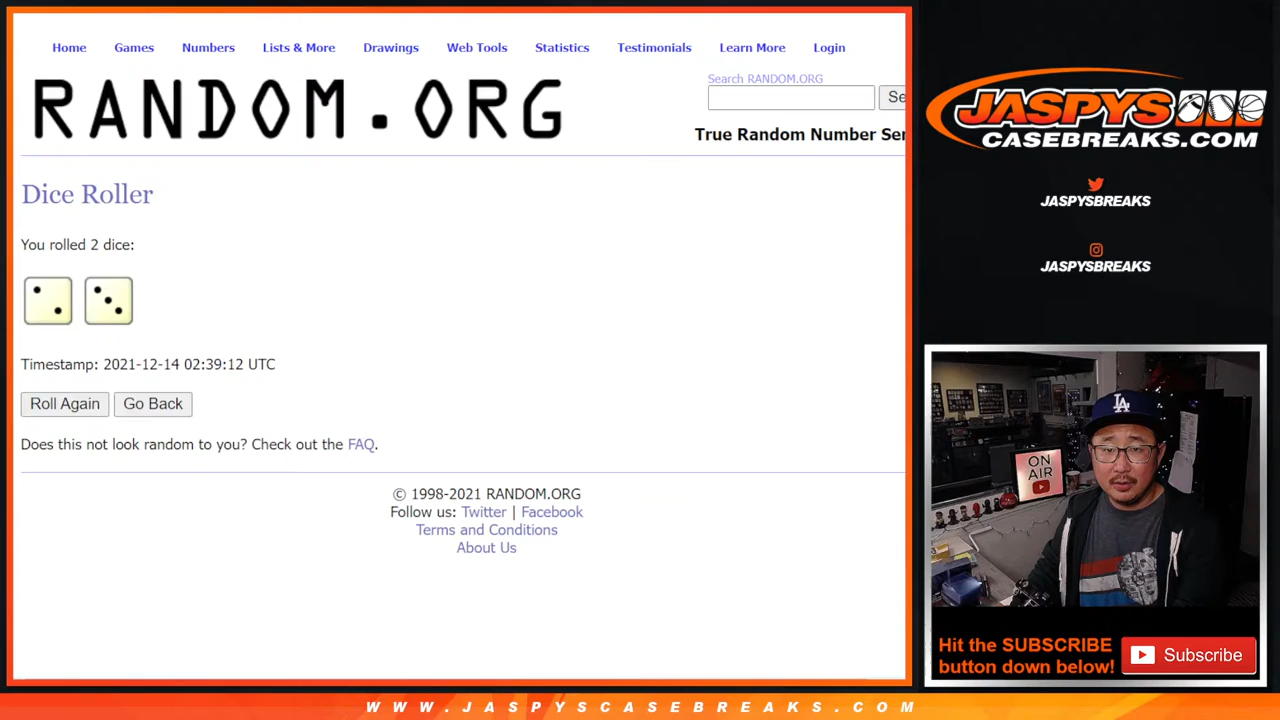 Home Games Numbers Lists & More Drawings Web Tools Statistics Testimonials Learn More Login
RANDOM.ORG
Search RANDOM.ORG
Se
True Random Number Ser
Dice Roller
You rolled 2 dice:
Timestamp: 2021-12-14 02:39:12 UTC
Roll Again Go Back
Does this not look random to you? Check out the FAQ.
© 1998-2021 RANDOM.ORG
Follow us: Twitter | Facebook
Terms and Conditions
About Us
JASPYS
CASEBREAKS.COM
JASPYSBREAKS
JASPYSBREAKS
LA
ON
AIR
Hit the SUBSCRIBE
button down below!
Subscribe
WWW.JASPYSCASEBREAKS.COM